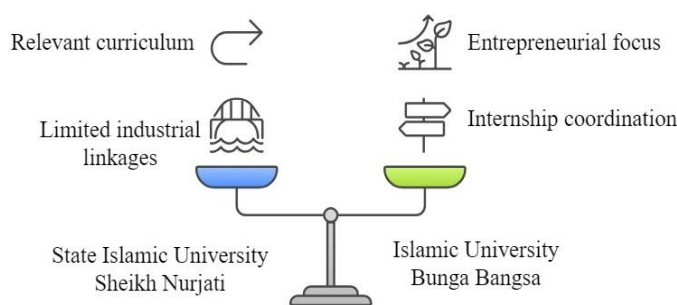 Relevant curriculum
Entrepreneurial focus
Limited industrial
linkages
Internship coordination
State Islamic University
Sheikh Nurjati
Islamic University
Bunga Bangsa